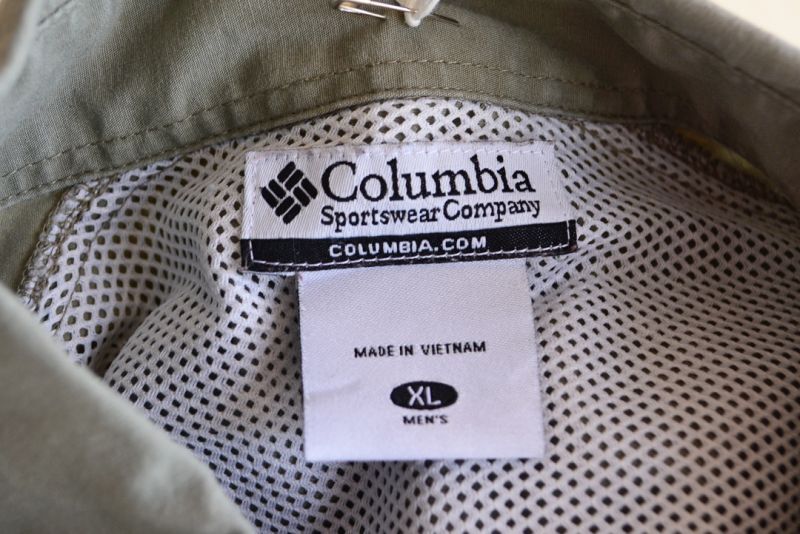 Columbia
Sportswear Company
COLUMBIA.COM
MADE IN VIETNAM
XL
MEN'S